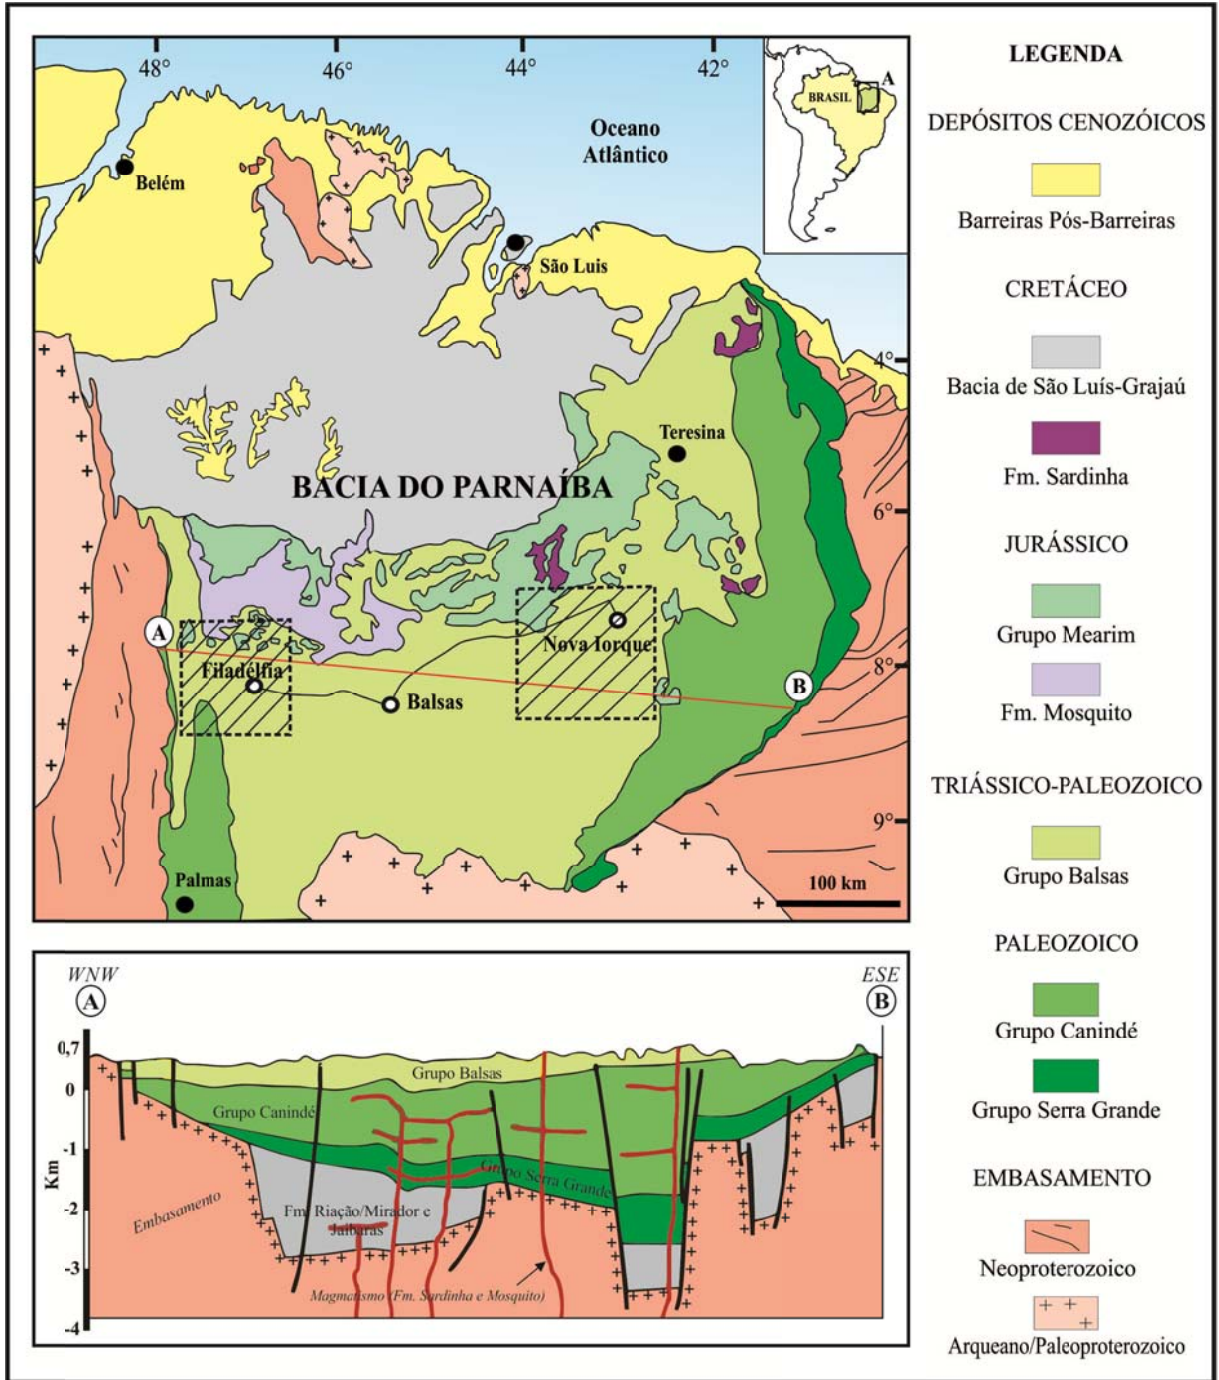 48°
46°
44°
42°
A
BRASIL
Oceano
Atlântico
Belém
São Luis
4°
Teresina
BACIA DO PARNAÍBA
6°
A
Nova Iorque
Filadélfia
8°
B
Balsas
9°
Palmas
100 km
LEGENDA
DEPÓSITOS CENOZÓICOS
Barreiras Pós-Barreiras
CRETÁCEO
Bacia de São Luís-Grajaú
Fm. Sardinha
JURÁSSICO
Grupo Mearim
Fm. Mosquito
TRIÁSSICO-PALEOZOICO
Grupo Balsas
PALEOZOICO
Grupo Canindé
Grupo Serra Grande
EMBASAMENTO
Neoproterozoico
Arqueano/Paleoproterozoico
WNW
A
ESE
B
0,7
0
-1
-2
-3
-4
Km
Grupo Balsas
Grupo Canindé
Grupo Serra Grande
Fm. Riação/Mirador e
Jaibaras
Embasamento
Magmatismo (Fm. Sardinha e Mosquito)